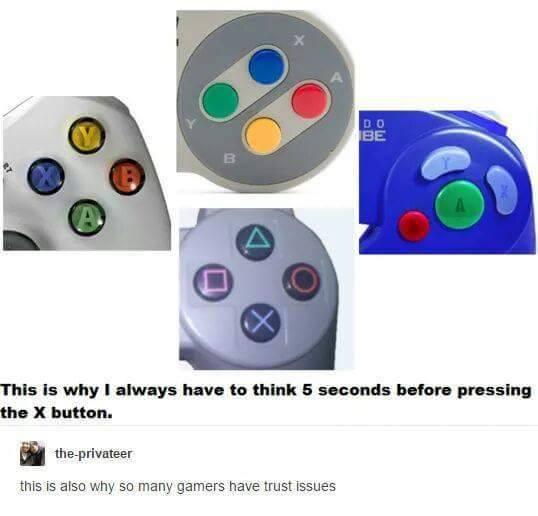 X
A
Y
B
Y
X
B
A
DO
BE
Y
X
A
X
This is why I always have to think 5 seconds before pressing
the X button.
the-privateer
this is also why so many gamers have trust issues